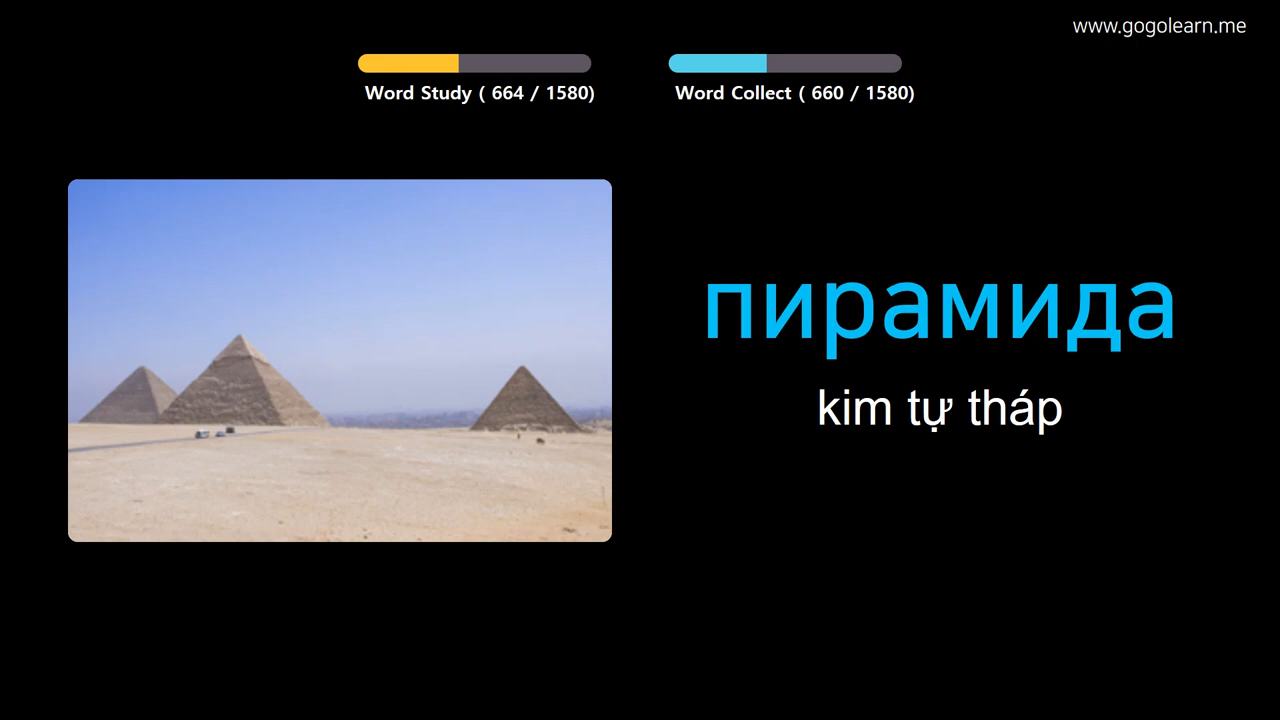 www.gogolearn.me
Word Study ( 664 / 1580)
Word Collect ( 660 / 1580)
пирамида
kim tự tháp